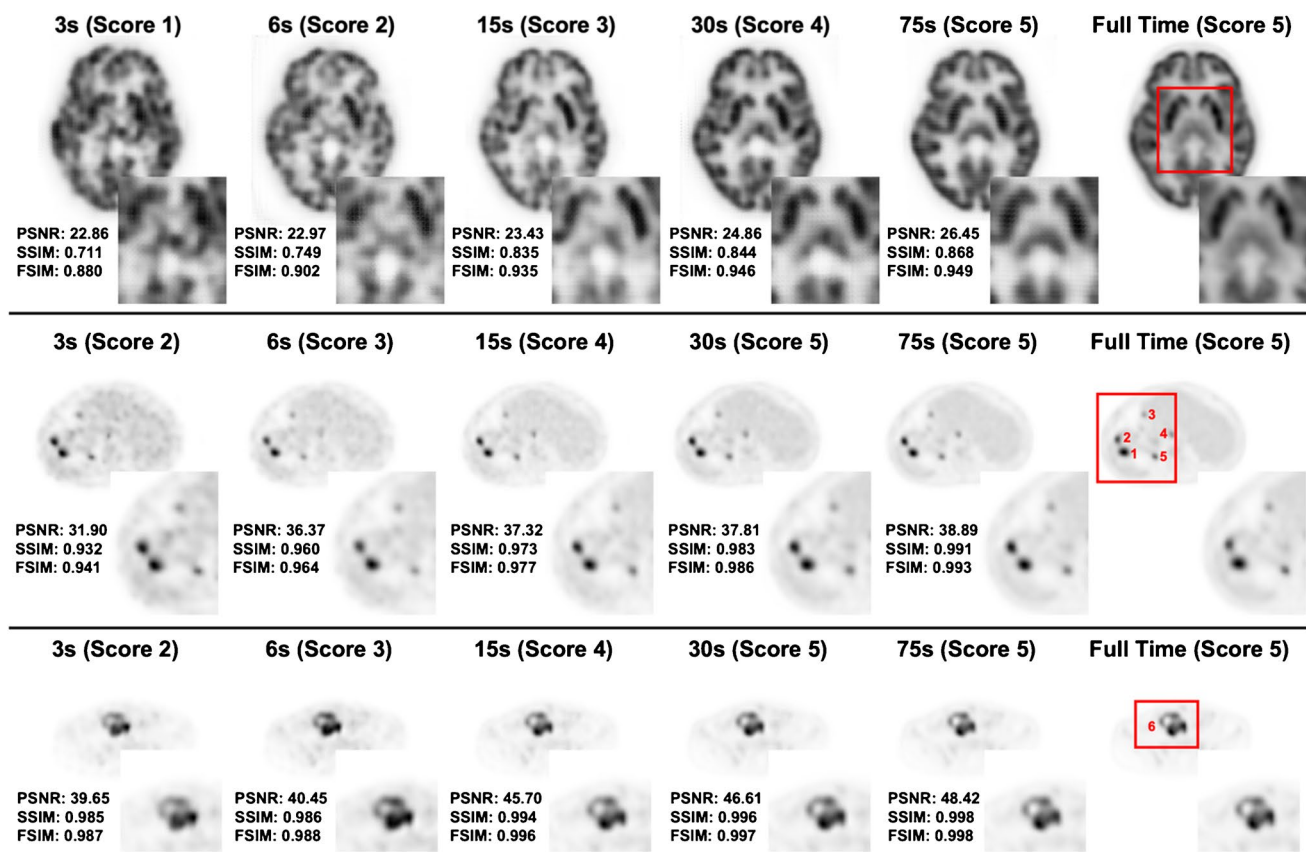 3s (Score 1) 6s (Score 2) 15s (Score 3) 30s (Score 4) 75s (Score 5) Full Time (Score 5)
PSNR: 22.86 PSNR: 22.97 PSNR: 23.43 PSNR: 24.86 PSNR: 26.45
SSIM: 0.711 SSIM: 0.749 SSIM: 0.835 SSIM: 0.844 SSIM: 0.868
FSIM: 0.880 FSIM: 0.902 FSIM: 0.935 FSIM: 0.946 FSIM: 0.949
3s (Score 2) 6s (Score 3) 15s (Score 4) 30s (Score 5) 75s (Score 5) Full Time (Score 5)
3
2 4
1 5
PSNR: 31.90 PSNR: 36.37 PSNR: 37.32 PSNR: 37.81 PSNR: 38.89
SSIM: 0.932 SSIM: 0.960 SSIM: 0.973 SSIM: 0.983 SSIM: 0.991
FSIM: 0.941 FSIM: 0.964 FSIM: 0.977 FSIM: 0.986 FSIM: 0.993
3s (Score 2) 6s (Score 3) 15s (Score 4) 30s (Score 5) 75s (Score 5) Full Time (Score 5)
6
PSNR: 39.65 PSNR: 40.45 PSNR: 45.70 PSNR: 46.61 PSNR: 48.42
SSIM: 0.985 SSIM: 0.986 SSIM: 0.994 SSIM: 0.996 SSIM: 0.998
FSIM: 0.987 FSIM: 0.988 FSIM: 0.996 FSIM: 0.997 FSIM: 0.998